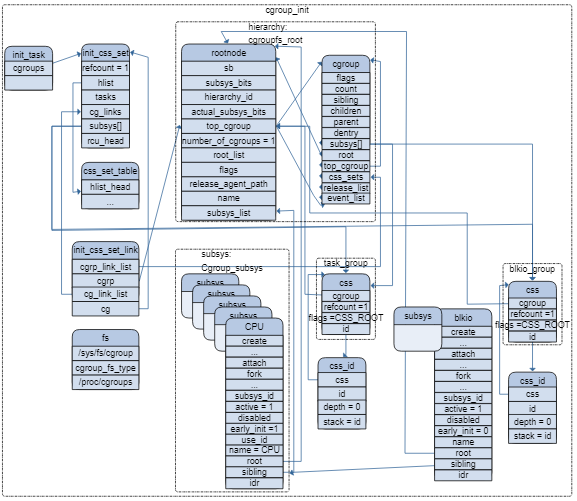 cgroup_init
hierarchy:
cgroupfs_root
init_task
cgroups
init_css_set
refcount = 1
hlist
tasks
cg_links
subsys[]
rcu_head
css_set_table
hlist_head
...
init_css_set_link
cgrp_link_list
cgrp
cg_link_list
cg
fs
/sys/fs/cgroup
cgroup_fs_type
/proc/cgroups
rootnode
sb
subsys_bits
hierarchy_id
actual_subsys_bits
top_cgroup
number_of_cgroups = 1
root_list
flags
release_agent_path
name
subsys_list
cgroup
flags
count
sibling
children
parent
dentry
subsys[]
root
top_cgroup
css_sets
release_list
event_list
subsys:
Cgroup_subsys
subsys
subsys
subsys
subsys
CPU
create
...
attach
fork
...
subsys_id
active = 1
disabled
early_init =1
use_id
name = CPU
root
sibling
idr
task_group
css
cgroup
refcount =1
flags =CSS_ROOT
id
css_id
css
id
depth = 0
stack = id
subsys
blkio
create
...
attach
...
fork
...
subsys_id
active = 1
disabled
early_init = 0
name
root
sibling
idr
blkio_group
css
cgroup
refcount =1
flags =CSS_ROOT
id
css_id
css
id
depth = 0
stack = id